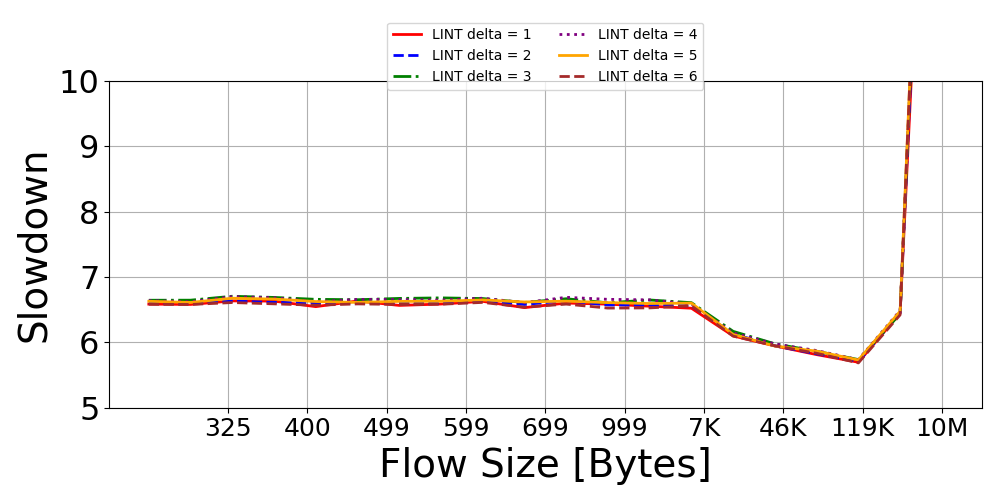 LINT delta = 1
LINT delta = 2
LINT delta = 3
LINT delta = 4
LINT delta = 5
LINT delta = 6
10
9
8
7
6
5
Slowdown
325 400 499 599 699 999 7K 46K 119K 10M
Flow Size [Bytes]